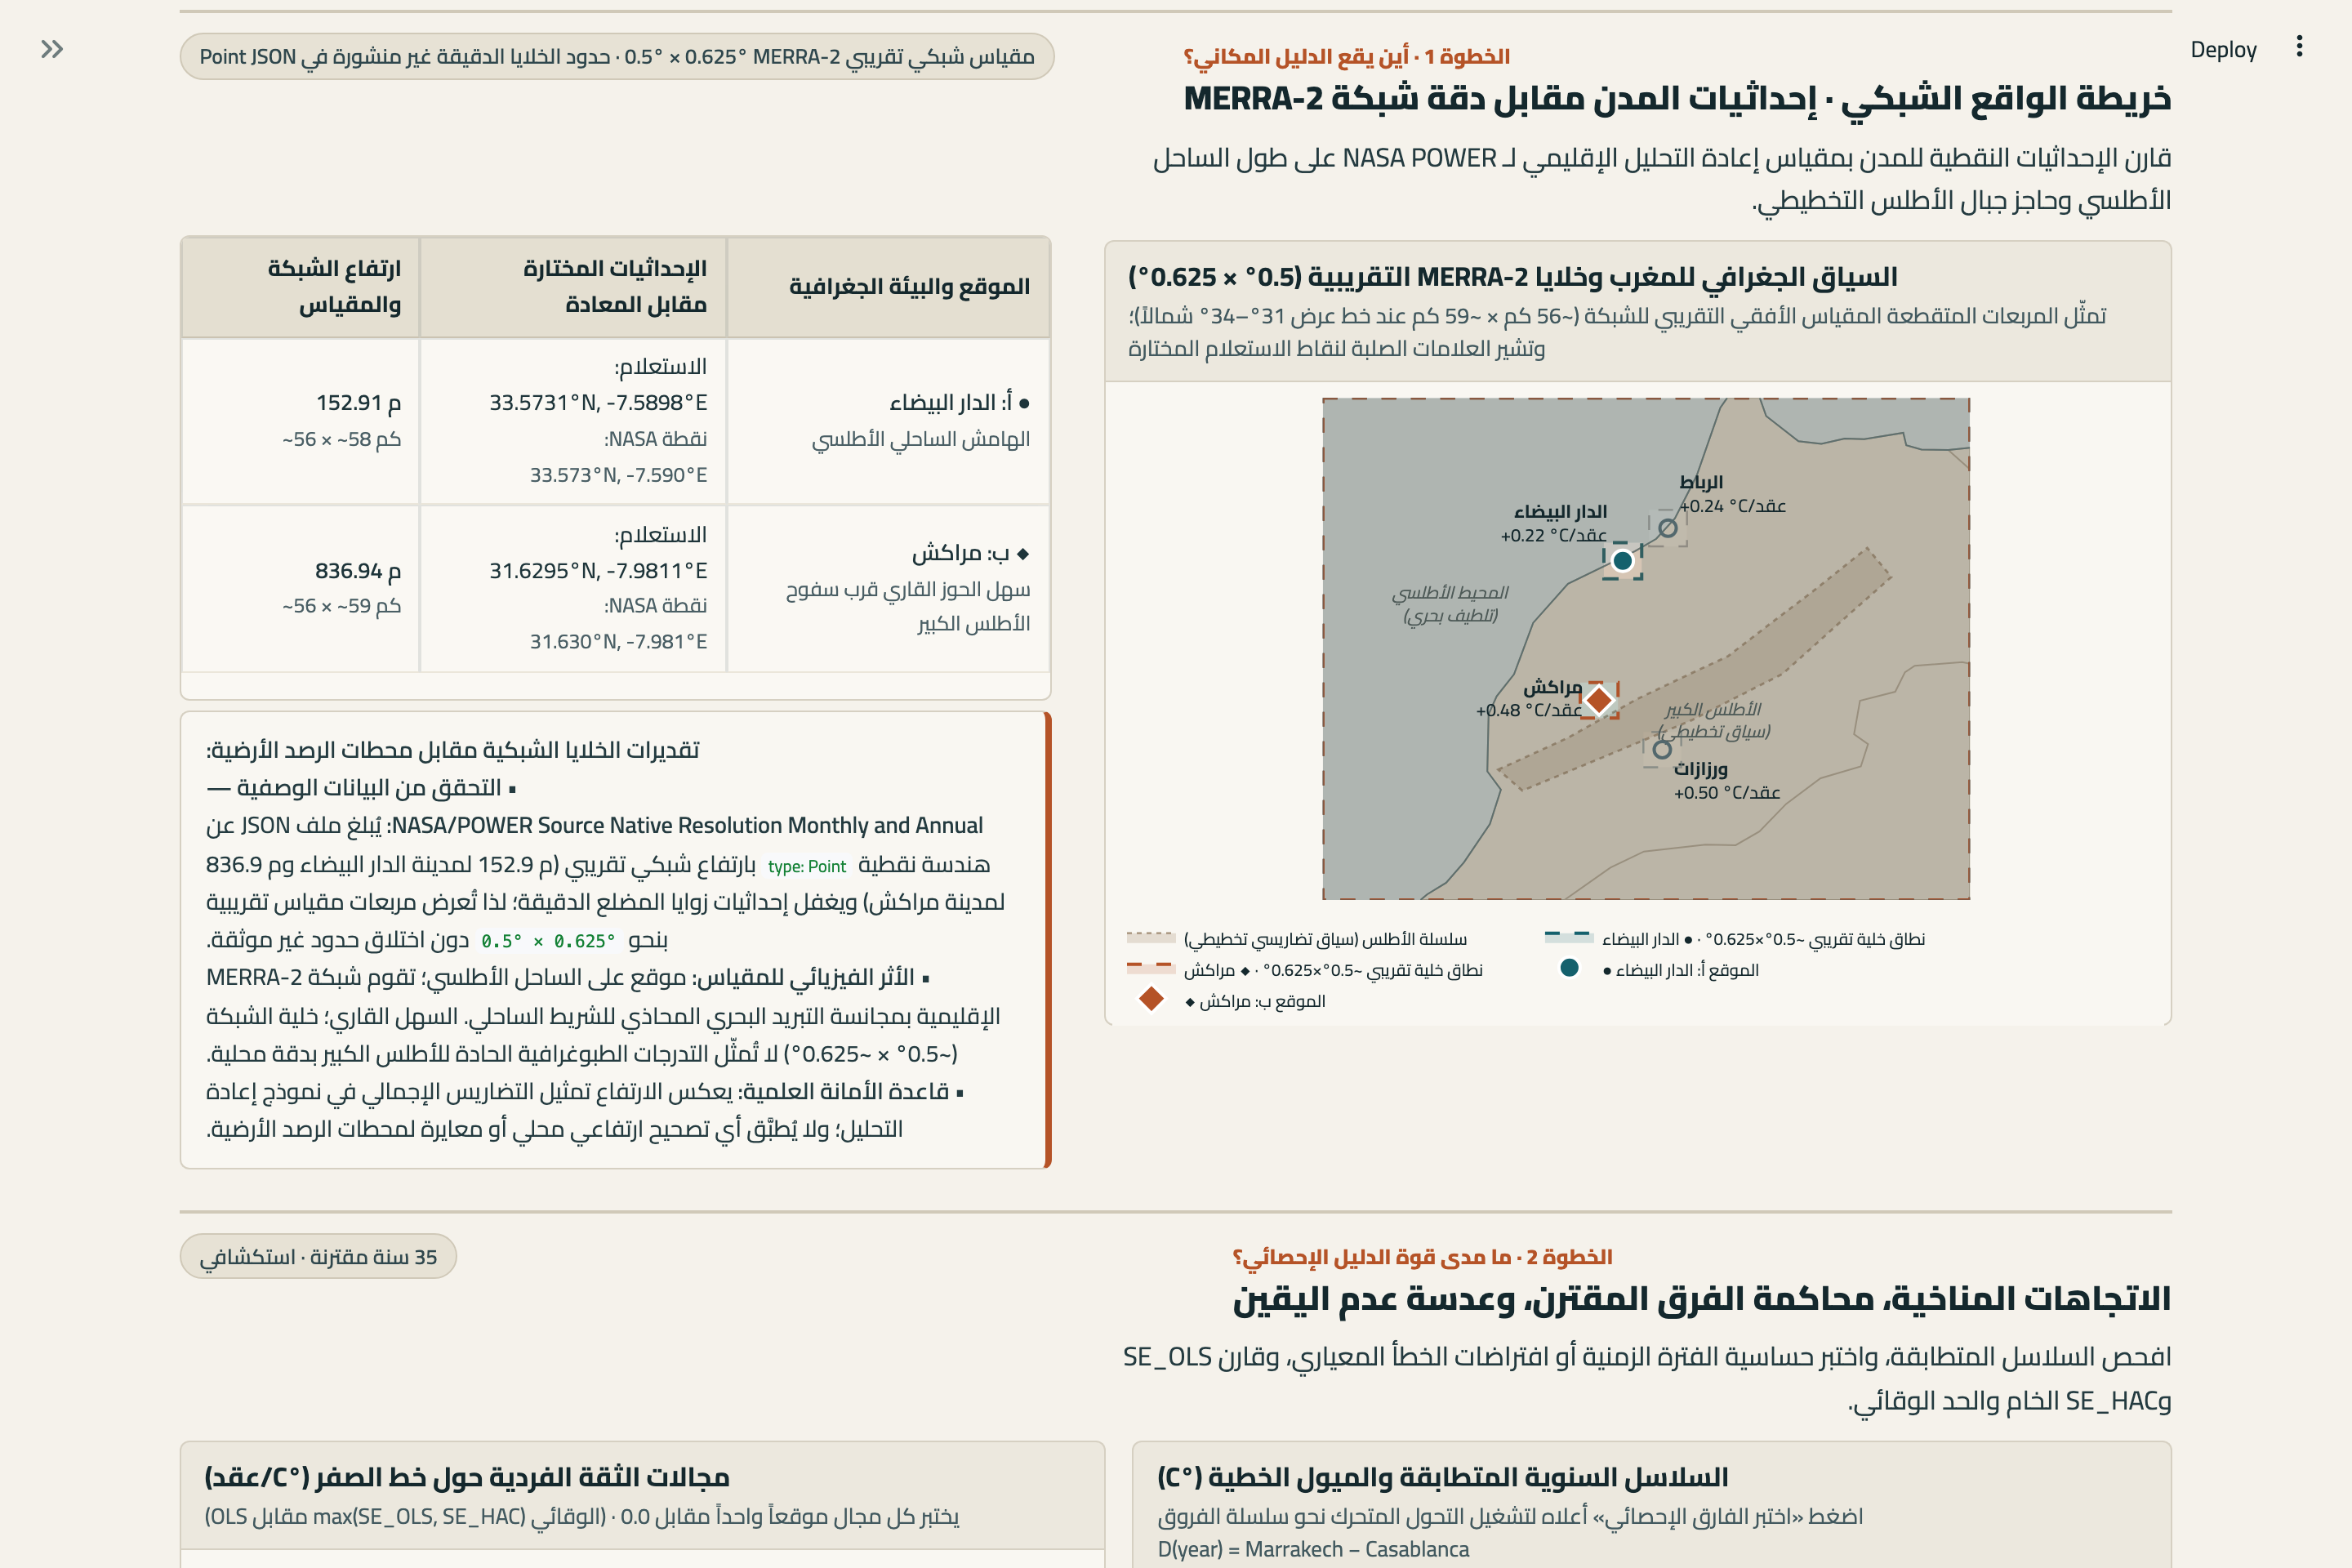 Deploy
الخطوة 1 · أين يقع الدليل المكاني؟
مقياس شبكي تقريبي MERRA-2 0.5° × 0.625° · حدود الخلايا الدقيقة غير منشورة في Point JSON
خريطة الواقع الشبكي · إحداثيات المدن مقابل دقة شبكة MERRA-2
قارن الإحداثيات النقطية للمدن بمقياس إعادة التحليل الإقليمي لـ NASA POWER على طول الساحل
الأطلسي وحاجز جبال الأطلس التخطيطي.
السياق الجغرافي للمغرب وخلايا MERRA-2 التقريبية (0.5° × 0.625°)
تمثّل المربعات المتقطعة المقياس الأفقي التقريبي للشبكة (~56 كم × ~59 كم عند خط عرض 31°–34° شمالاً)؛
وتشير العلامات الصلبة لنقاط الاستعلام المختارة
الرباط
+0.24 °C/عقد
الدار البيضاء
+0.22 °C/عقد
المحيط الأطلسي
(تلطيف بحري)
مراكش
+0.48 °C/عقد
الأطلس الكبير
(سياق تخطيطي)
ورزازات
+0.50 °C/عقد
نطاق خلية تقريبي ~0.5°×0.625° · ● الدار البيضاء
سلسلة الأطلس (سياق تضاريسي تخطيطي)
الموقع أ: الدار البيضاء ●
نطاق خلية تقريبي ~0.5°×0.625° · ◆ مراكش
الموقع ب: مراكش ◆
الموقع والبيئة الجغرافية
الإحداثيات المختارة
مقابل المعادة
ارتفاع الشبكة
والمقياس
● أ: الدار البيضاء
الهامش الساحلي الأطلسي
الاستعلام:
33.5731°N, -7.5898°E
نقطة NASA:
33.573°N, -7.590°E
152.91 م
~56 × ~58 كم
◆ ب: مراكش
سهل الحوز القاري قرب سفوح
الأطلس الكبير
الاستعلام:
31.6295°N, -7.9811°E
نقطة NASA:
31.630°N, -7.981°E
836.94 م
~56 × ~59 كم
تقديرات الخلايا الشبكية مقابل محطات الرصد الأرضية:
▪ التحقق من البيانات الوصفية —
NASA/POWER Source Native Resolution Monthly and Annual: يُبلغ ملف JSON عن
هندسة نقطية type: Point بارتفاع شبكي تقريبي (م 152.9 لمدينة الدار البيضاء وم 836.9
لمدينة مراكش) ويغفل إحداثيات زوايا المضلع الدقيقة؛ لذا تُعرض مربعات مقياس تقريبية
بنحو 0.5° × 0.625° دون اختلاق حدود غير موثقة.
▪ الأثر الفيزيائي للمقياس: موقع على الساحل الأطلسي؛ تقوم شبكة MERRA-2
الإقليمية بمجانسة التبريد البحري المحاذي للشريط الساحلي. السهل القاري؛ خلية الشبكة
(~0.5° × ~0.625°) لا تُمثّل التدرجات الطبوغرافية الحادة للأطلس الكبير بدقة محلية.
▪ قاعدة الأمانة العلمية: يعكس الارتفاع تمثيل التضاريس الإجمالي في نموذج إعادة
التحليل؛ ولا يُطبَّق أي تصحيح ارتفاعي محلي أو معايرة لمحطات الرصد الأرضية.
الخطوة 2 · ما مدى قوة الدليل الإحصائي؟
35 سنة مقترنة · استكشافي
الاتجاهات المناخية، محاكمة الفرق المقترن، وعدسة عدم اليقين
افحص السلاسل المتطابقة، واختبر حساسية الفترة الزمنية أو افتراضات الخطأ المعياري، وقارن SE_OLS
وSE_HAC الخام والحد الوقائي.
السلاسل السنوية المتطابقة والميول الخطية (°C)
اضغط «اختبر الفارق الإحصائي» أعلاه لتشغيل التحول المتحرك نحو سلسلة الفروق
D(year) = Marrakech − Casablanca
مجالات الثقة الفردية حول خط الصفر (°C/عقد)
يختبر كل مجال موقعاً واحداً مقابل 0.0 · (الوقائي max(SE_OLS, SE_HAC) مقابل OLS)